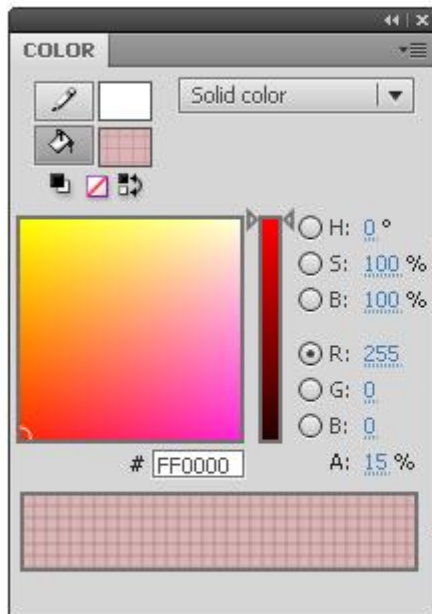 COLOR
Solid color
H: 0 °
S: 100 %
B: 100 %
R: 255
G: 0
B: 0
# FF0000
A: 15 %